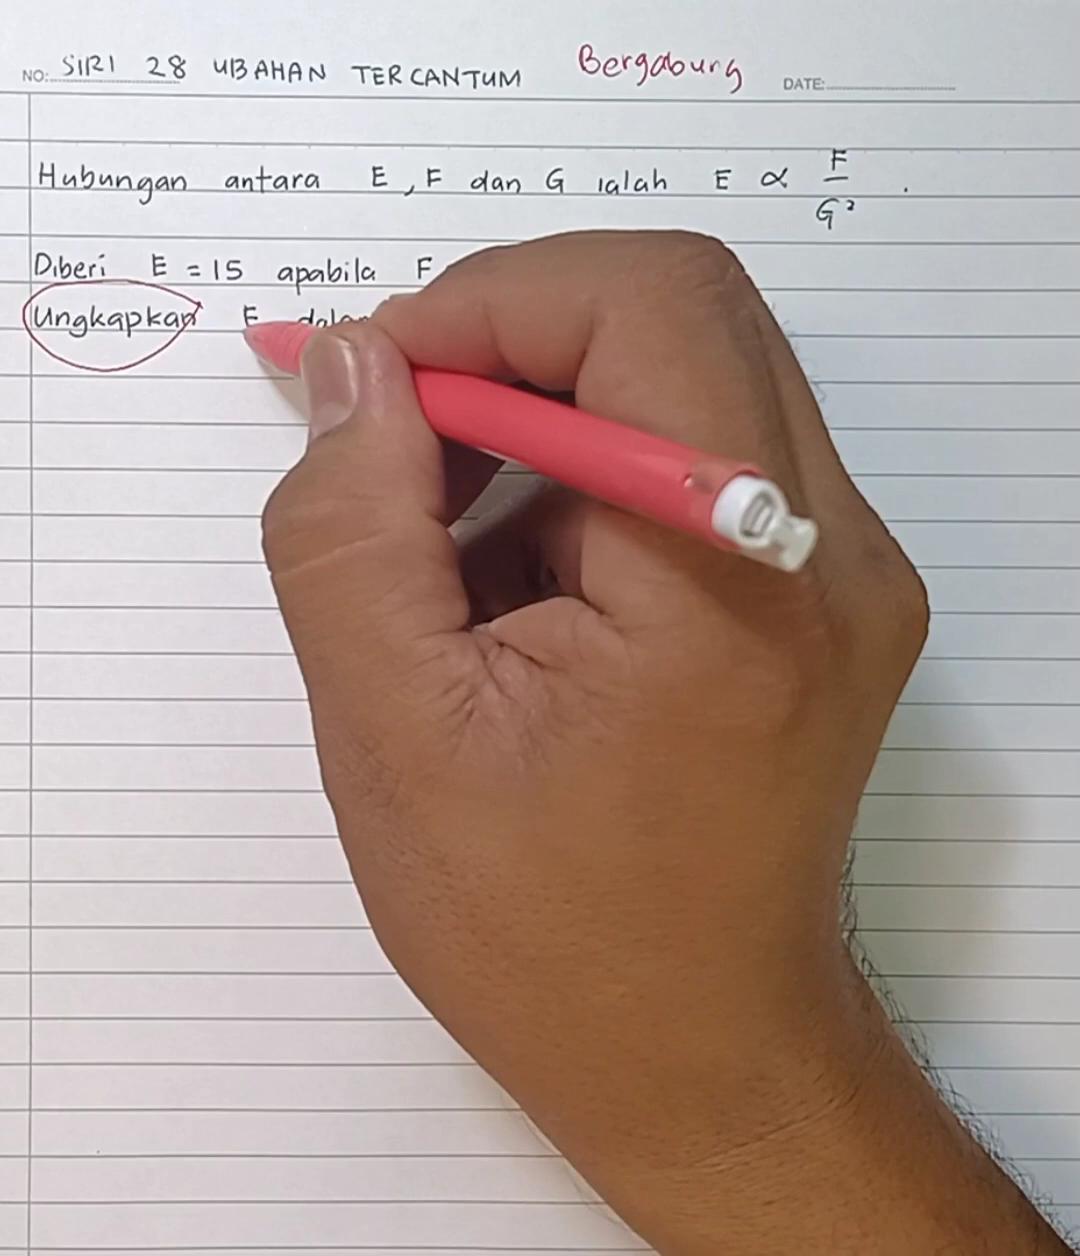 NO: SIRI 28 UBAHAN TERCANTUM Bergabung DATE:
Hubungan antara E, F dan G ialah E ∝ F/G².
Diberi E = 15 apabila F
Ungkapkan E